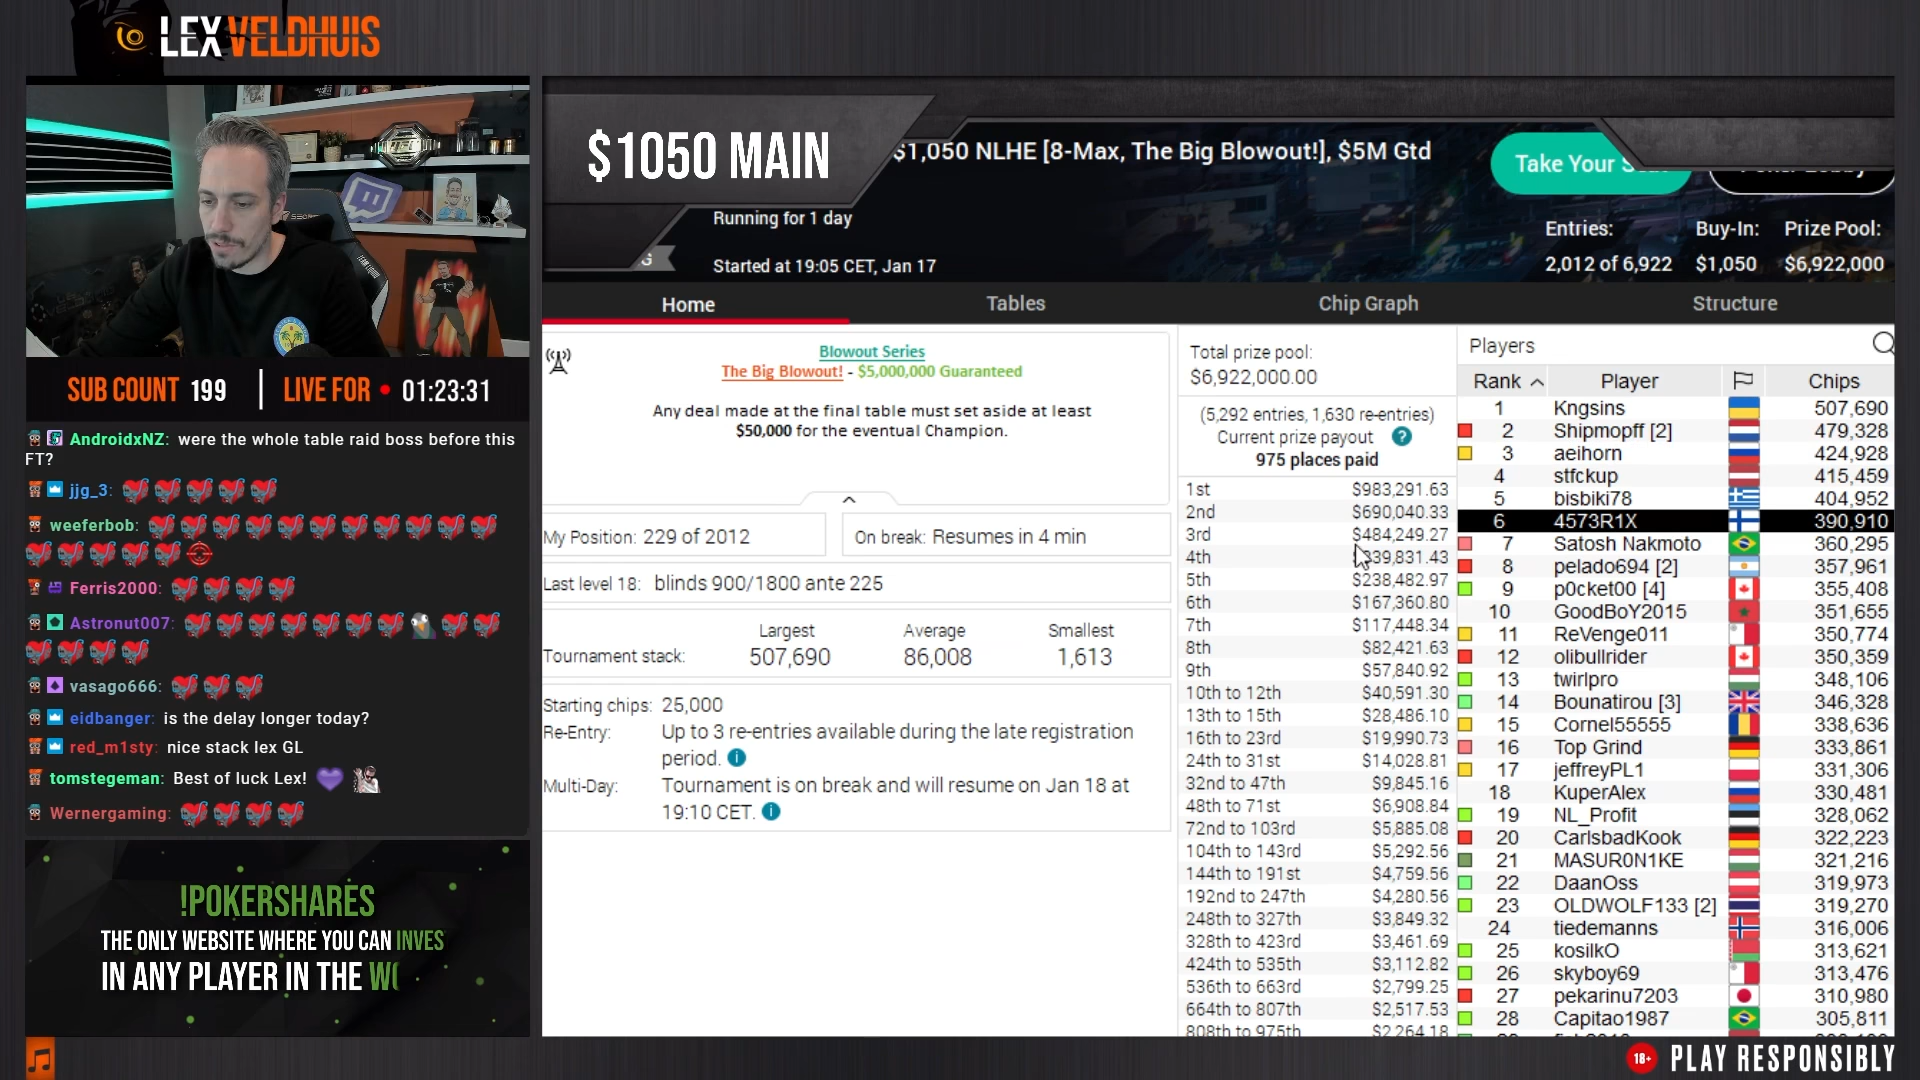 LEX VELDHUIS
SUB COUNT 199 | LIVE FOR • 01:23:31
AndroidxNZ: were the whole table raid boss before this
FT?
jjg_3:
weeferbob:
Ferris2000:
Astronut007:
vasago666:
eidbanger: is the delay longer today?
red_m1sty: nice stack lex GL
tomstegeman: Best of luck Lex!
Wernergaming:
!POKERSHARES
THE ONLY WEBSITE WHERE YOU CAN INVES
IN ANY PLAYER IN THE
$1050 MAIN
$1,050 NLHE [8-Max, The Big Blowout!], $5M Gtd
Take Your
Running for 1 day
G
Started at 19:05 CET, Jan 17
Entries: Buy-In: Prize Pool:
2,012 of 6,922 $1,050 $6,922,000
Home Tables Chip Graph Structure
Blowout Series
The Big Blowout! - $5,000,000 Guaranteed
Any deal made at the final table must set aside at least
$50,000 for the eventual Champion.
My Position: 229 of 2012
On break: Resumes in 4 min
Last level 18: blinds 900/1800 ante 225
Largest Average Smallest
Tournament stack: 507,690 86,008 1,613
Starting chips: 25,000
Re-Entry: Up to 3 re-entries available during the late registration
period.
Multi-Day: Tournament is on break and will resume on Jan 18 at
19:10 CET.
Total prize pool:
$6,922,000.00
(5,292 entries, 1,630 re-entries)
Current prize payout ?
975 places paid
1st $983,291.63
2nd $690,040.33
3rd $484,249.27
4th $339,831.43
5th $238,482.97
6th $167,360.80
7th $117,448.34
8th $82,421.63
9th $57,840.92
10th to 12th $40,591.30
13th to 15th $28,486.10
16th to 23rd $19,990.73
24th to 31st $14,028.81
32nd to 47th $9,845.16
48th to 71st $6,908.84
72nd to 103rd $5,885.08
104th to 143rd $5,292.56
144th to 191st $4,759.56
192nd to 247th $4,280.56
248th to 327th $3,849.32
328th to 423rd $3,461.69
424th to 535th $3,112.82
536th to 663rd $2,799.25
664th to 807th $2,517.53
808th to 975th $2,264.18
Players
Rank Player Chips
1 Kngsins 507,690
2 Shipmopff [2] 479,328
3 aeihorn 424,928
4 stfckup 415,459
5 bisbiki78 404,952
6 4573R1X 390,910
7 Satosh Nakmoto 360,295
8 pelado694 [2] 357,961
9 p0cket00 [4] 355,408
10 GoodBoY2015 351,655
11 ReVenge011 350,774
12 olibullrider 350,359
13 twirlpro 348,106
14 Bounatirou [3] 346,328
15 Cornel55555 338,636
16 Top Grind 333,861
17 jeffreyPL1 331,306
18 KuperAlex 330,481
19 NL_Profit 328,062
20 CarlsbadKook 322,223
21 MASUR0N1KE 321,216
22 DaanOss 319,973
23 OLDWOLF133 [2] 319,270
24 tiedemanns 316,006
25 kosilkO 313,621
26 skyboy69 313,476
27 pekarinu7203 310,980
28 Capitao1987 305,811
18+ PLAY RESPONSIBLY